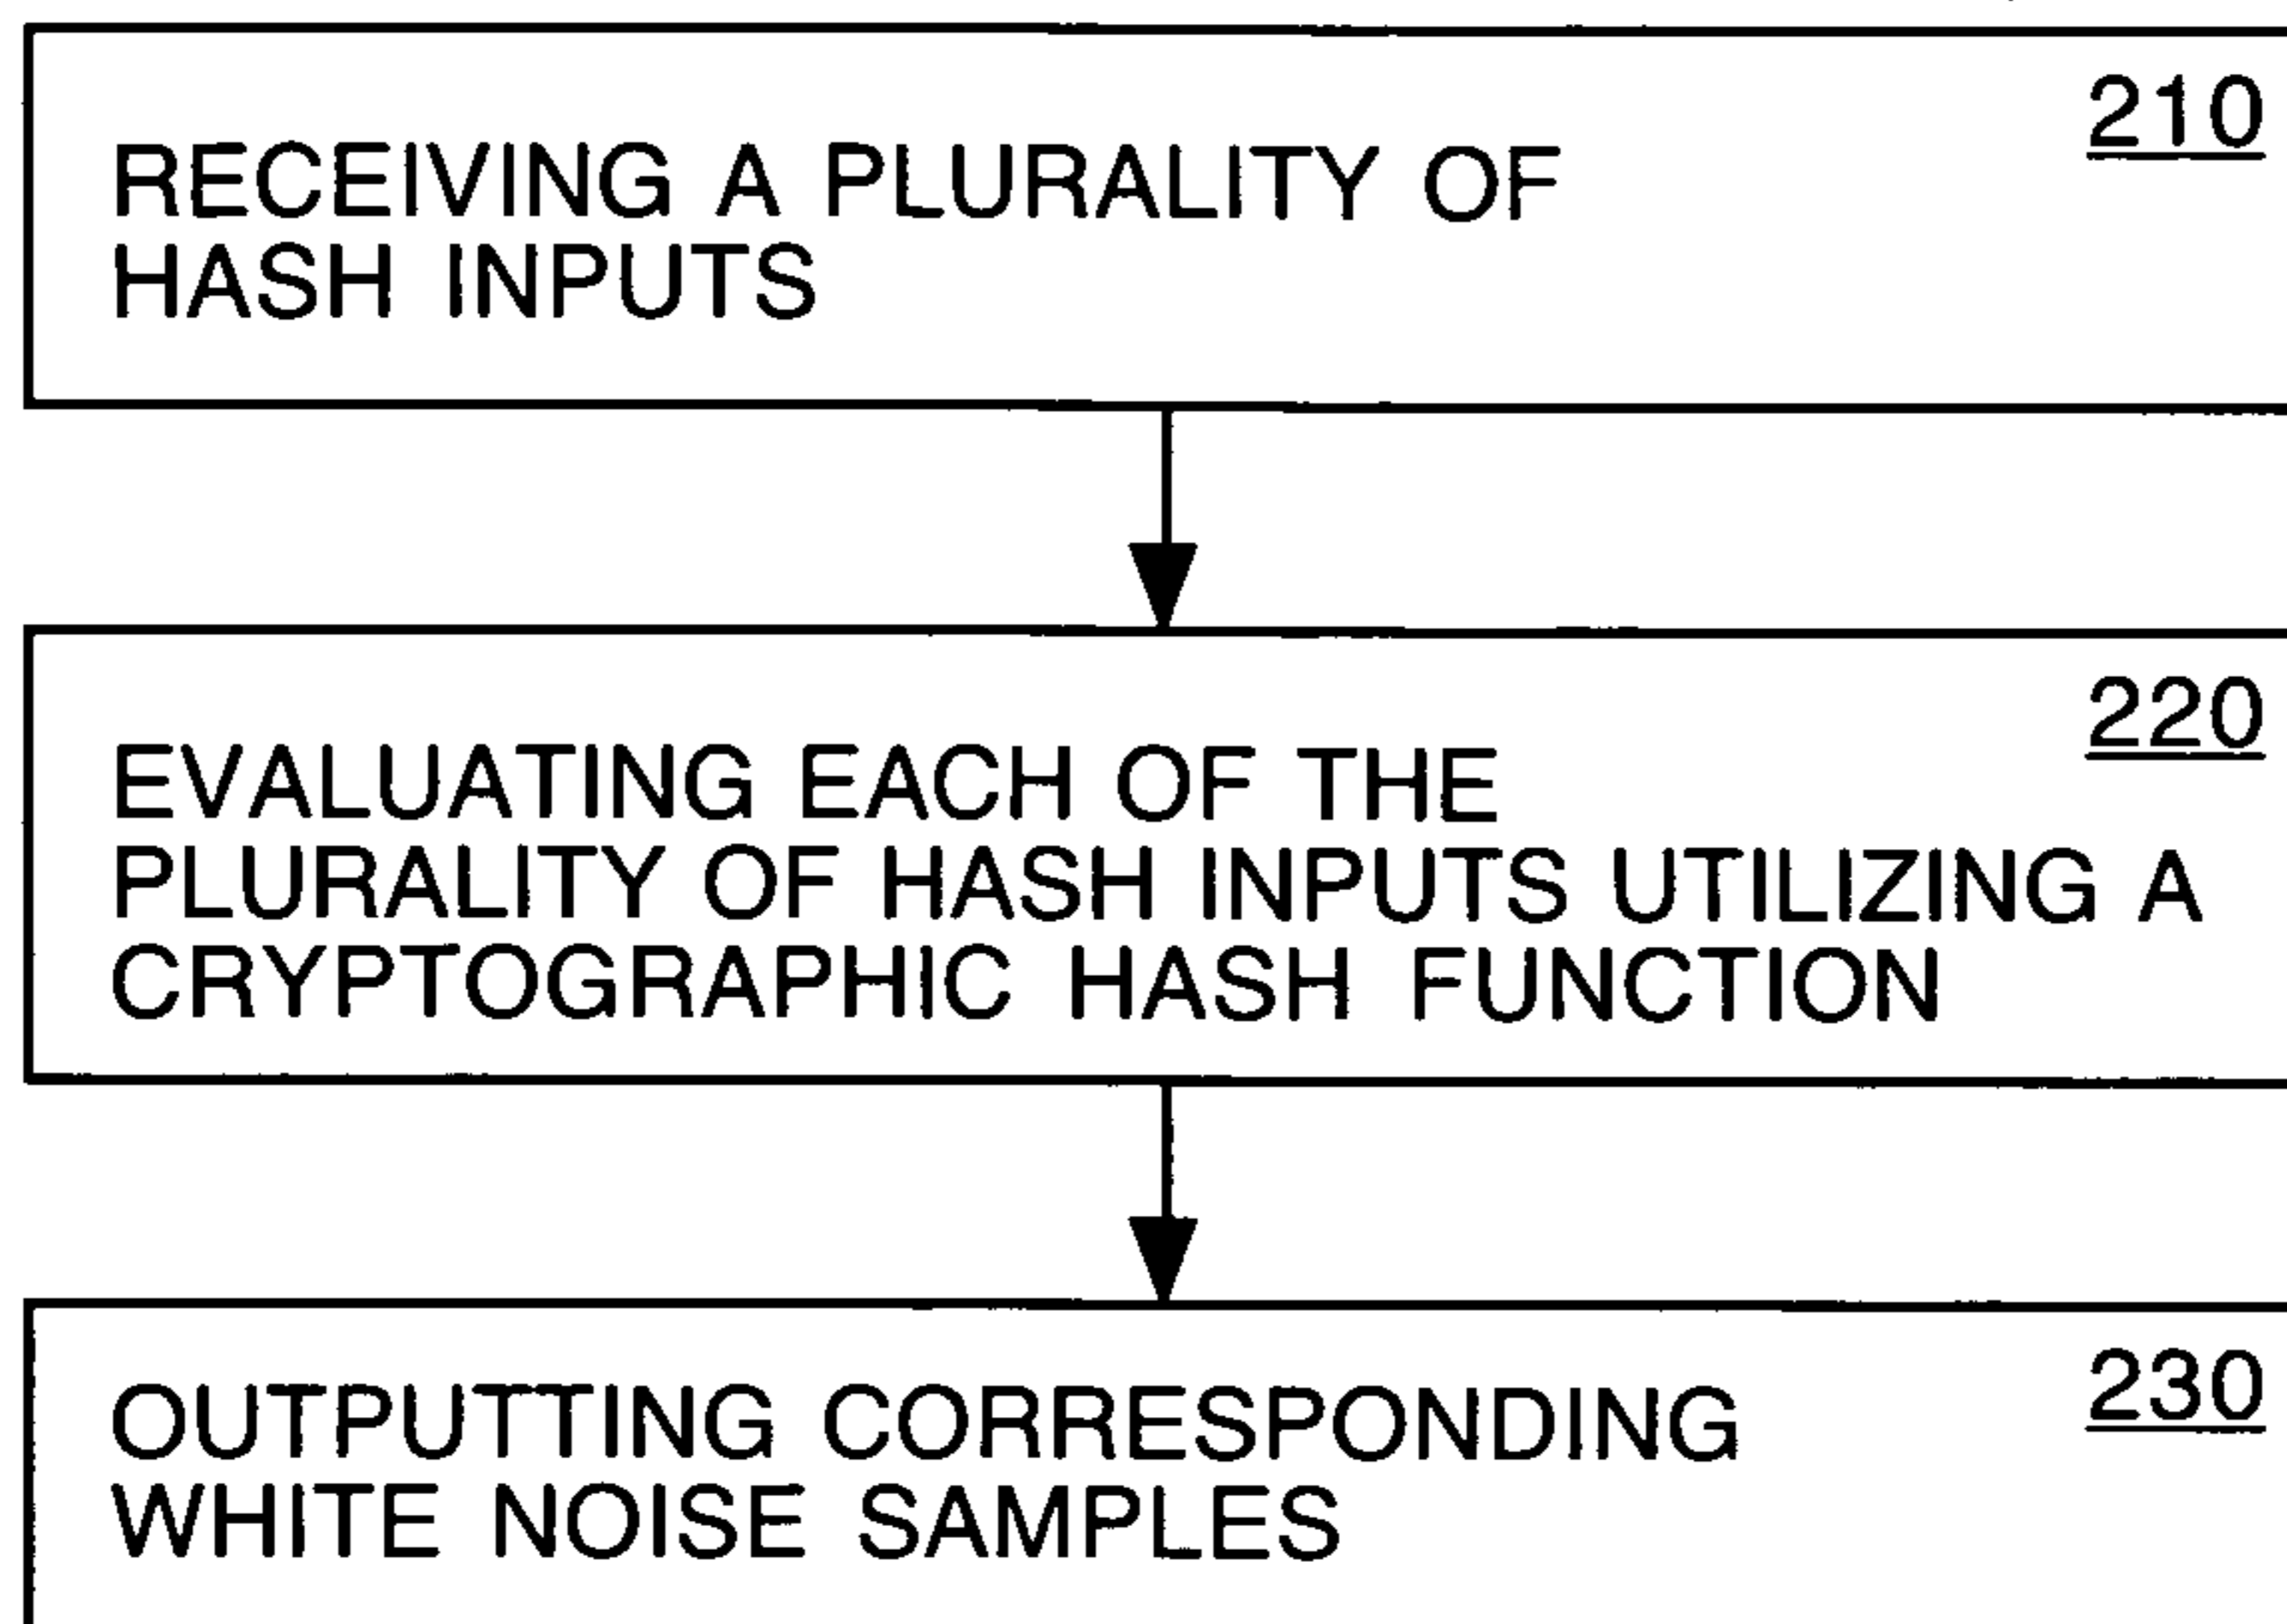 210
RECEIVING A PLURALITY OF
HASH INPUTS
220
EVALUATING EACH OF THE
PLURALITY OF HASH INPUTS UTILIZING A
CRYPTOGRAPHIC HASH FUNCTION
230
OUTPUTTING CORRESPONDING
WHITE NOISE SAMPLES